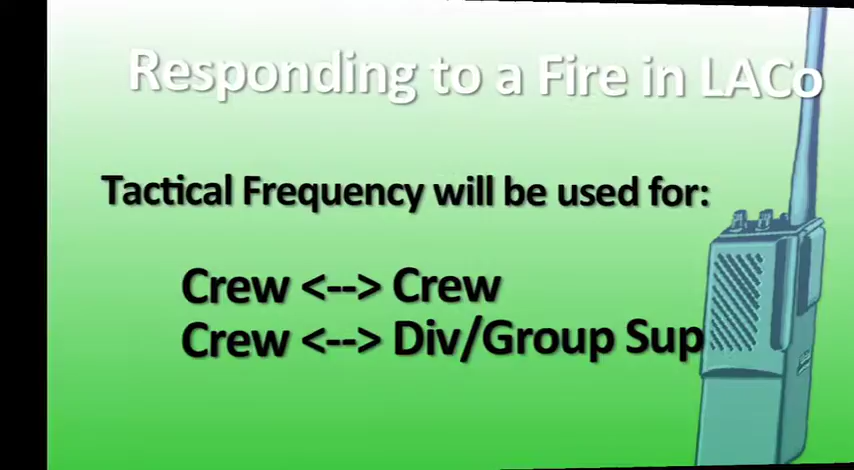 Responding to a Fire in LACo
Tactical Frequency will be used for:
Crew <--> Crew
Crew <--> Div/Group Sup